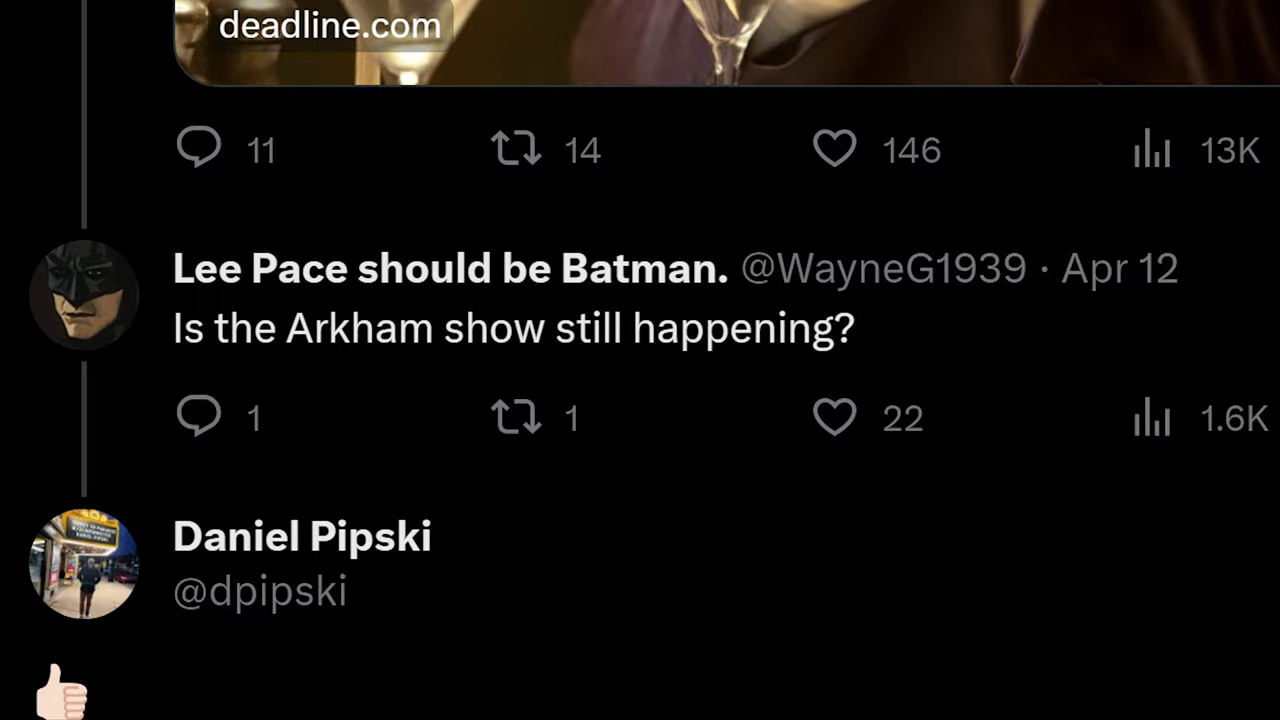 deadline.com
11 14 146 13K
Lee Pace should be Batman. @WayneG1939 · Apr 12
Is the Arkham show still happening?
1 1 22 1.6K
Daniel Pipski
@dpipski
👍🏻